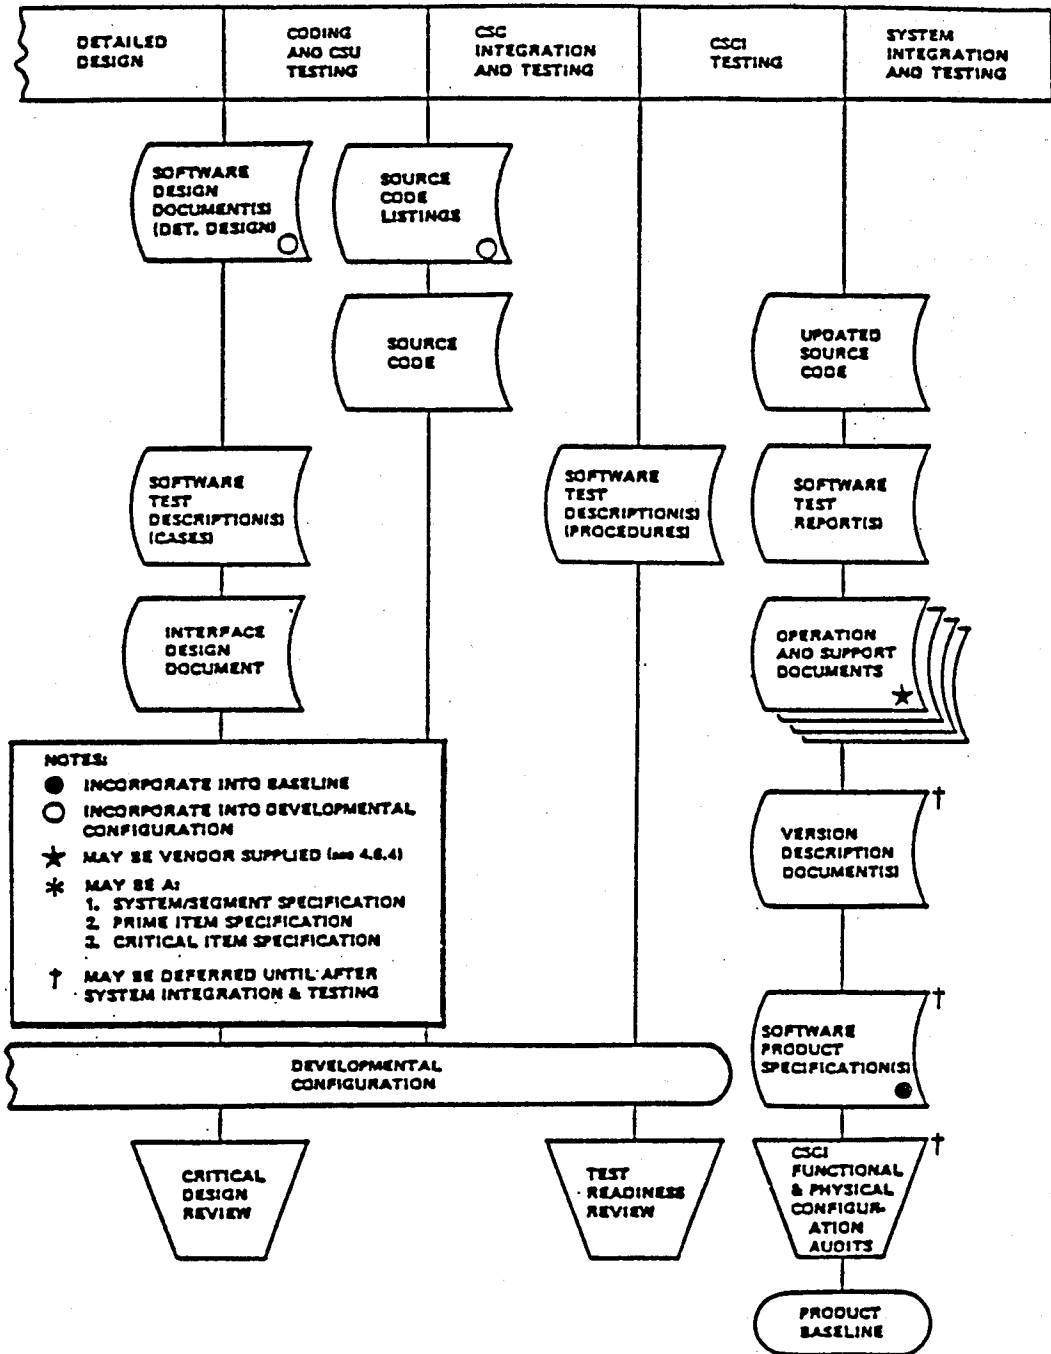 DETAILED
DESIGN
CODING
AND CSU
TESTING
CSC
INTEGRATION
AND TESTING
CSCI
TESTING
SYSTEM
INTEGRATION
AND TESTING
SOFTWARE
DESIGN
DOCUMENT(S)
(DET. DESIGN)
SOURCE
CODE
LISTINGS
SOURCE
CODE
UPDATED
SOURCE
CODE
SOFTWARE
TEST
DESCRIPTION(S)
(CASES)
SOFTWARE
TEST
DESCRIPTION(S)
(PROCEDURES)
SOFTWARE
TEST
REPORT(S)
INTERFACE
DESIGN
DOCUMENT
OPERATION
AND SUPPORT
DOCUMENTS
★
NOTES:
● INCORPORATE INTO BASELINE
○ INCORPORATE INTO DEVELOPMENTAL
CONFIGURATION
★ MAY BE VENDOR SUPPLIED (see 4.6.4)
* MAY BE A:
1. SYSTEM/SEGMENT SPECIFICATION
2. PRIME ITEM SPECIFICATION
3. CRITICAL ITEM SPECIFICATION
† MAY BE DEFERRED UNTIL AFTER
SYSTEM INTEGRATION & TESTING
VERSION
DESCRIPTION
DOCUMENT(S)
†
SOFTWARE
PRODUCT
SPECIFICATION(S)
†
DEVELOPMENTAL
CONFIGURATION
CRITICAL
DESIGN
REVIEW
TEST
READINESS
REVIEW
CSCI
FUNCTIONAL
& PHYSICAL
CONFIGUR-
ATION
AUDITS
†
PRODUCT
BASELINE